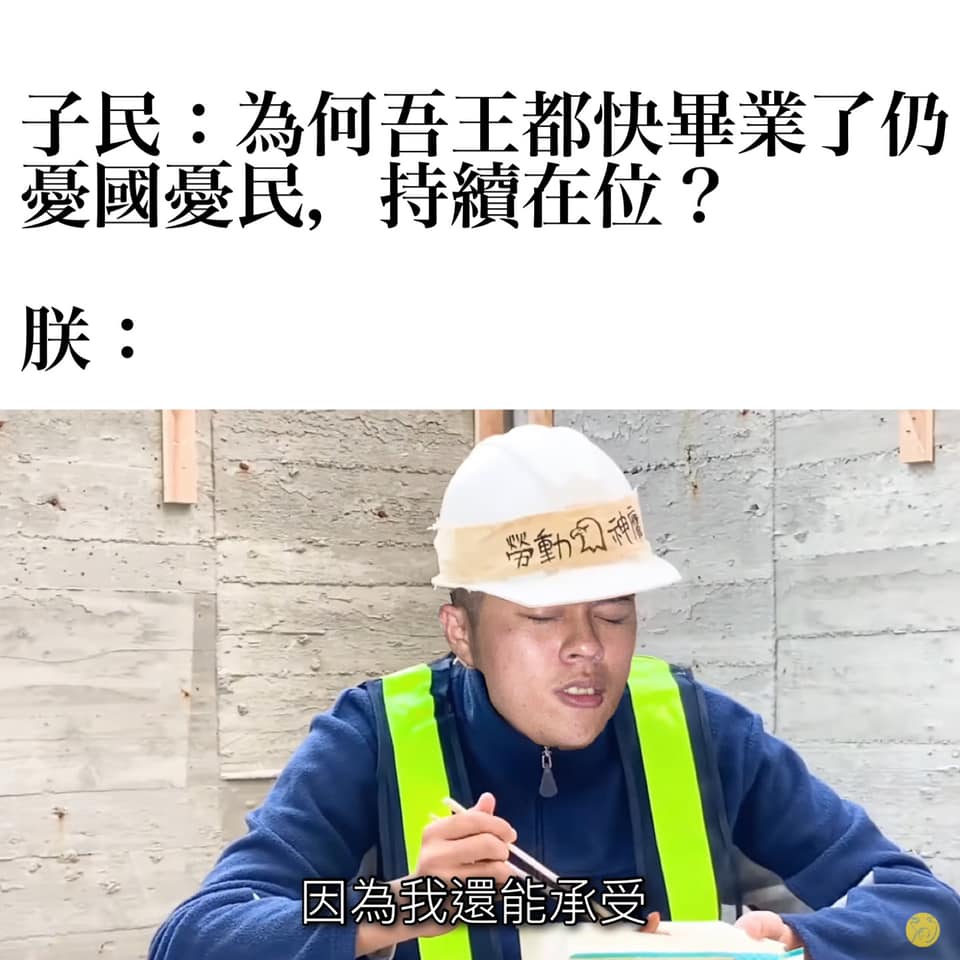 子民：為何吾王都快畢業了仍
憂國憂民，持續在位？
朕：
勞動 神
因為我還能承受